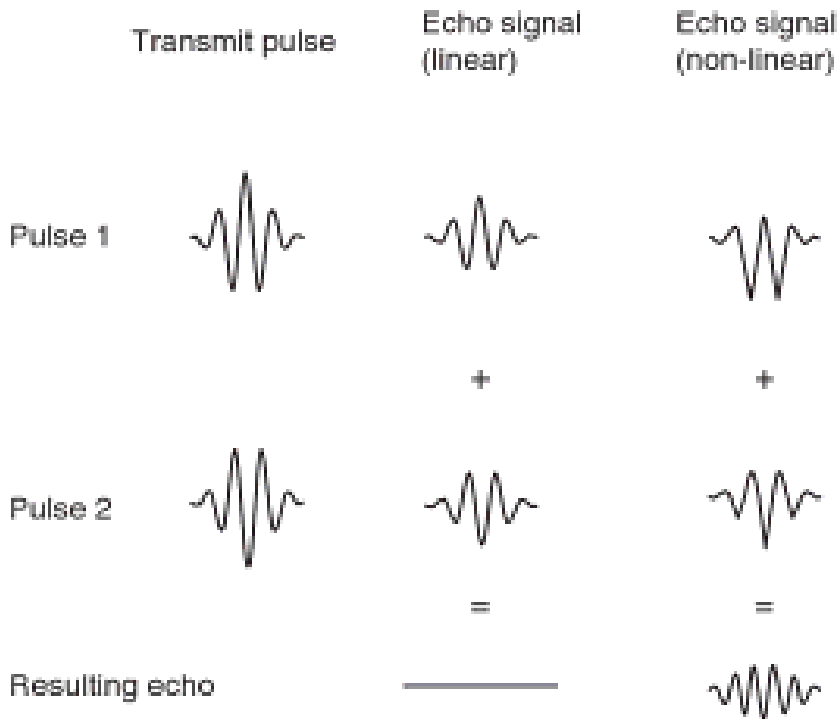 Transmit pulse
Echo signal
(linear)
Echo signal
(non-linear)
Pulse 1
+
+
Pulse 2
=
=
Resulting echo